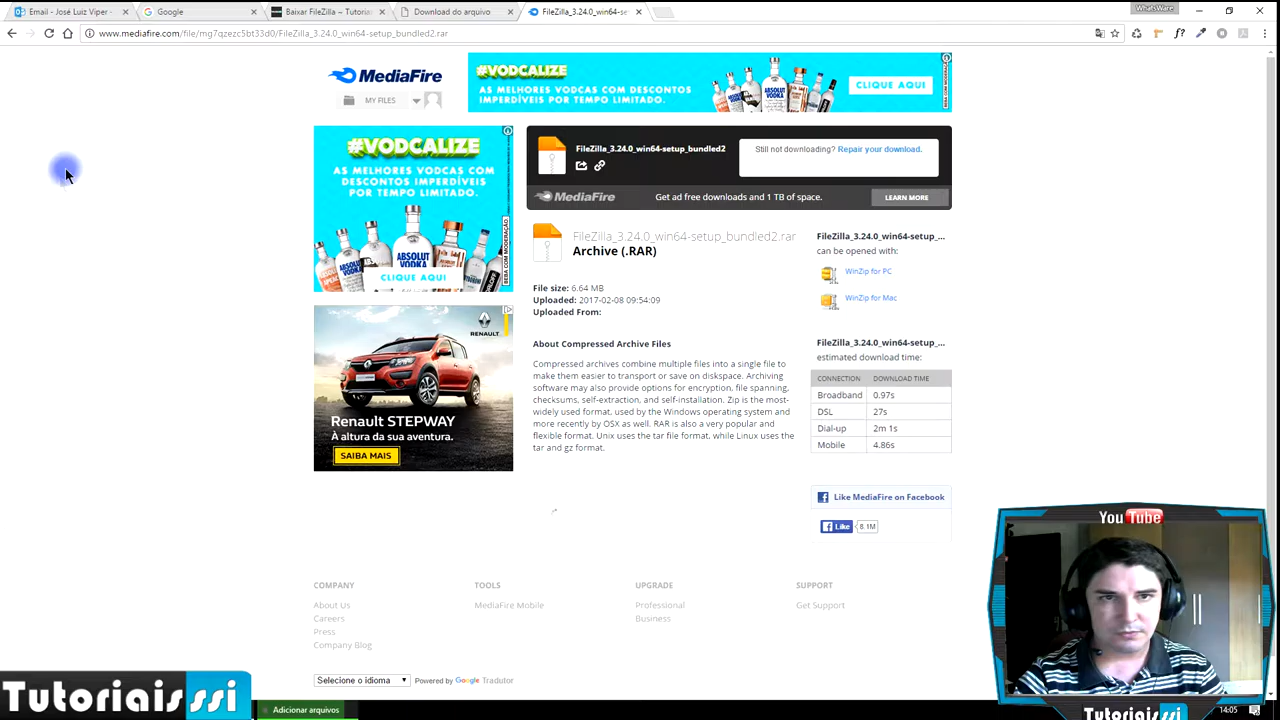 WhatsWare
Email - José Luiz Viper -
Google
Baixar FileZilla – Tutoriai
Download do arquivo
FileZilla_3.24.0_win64-se
www.mediafire.com/file/mg7qzezc5bt33d0/FileZilla_3.24.0_win64-setup_bundled2.rar
MediaFire
MY FILES
#VODCALIZE
AS MELHORES VODCAS COM
DESCONTOS IMPERDÍVEIS
POR TEMPO LIMITADO.
CLIQUE AQUI
#VODCALIZE
AS MELHORES VODCAS COM
DESCONTOS IMPERDÍVEIS
POR TEMPO LIMITADO.
ABSOLUT
VODKA
CLIQUE AQUI
BEBA COM MODERAÇÃO.
FileZilla_3.24.0_win64-setup_bundled2
Still not downloading? Repair your download.
MediaFire
Get ad free downloads and 1 TB of space.
LEARN MORE
FileZilla_3.24.0_win64-setup_bundled2.rar
Archive (.RAR)
File size: 6.64 MB
Uploaded: 2017-02-08 09:54:09
Uploaded From:
About Compressed Archive Files
Compressed archives combine multiple files into a single file to
make them easier to transport or save on diskspace. Archiving
software may also provide options for encryption, file spanning,
checksums, self-extraction, and self-installation. Zip is the most-
widely used format, used by the Windows operating system and
more recently by OSX as well. RAR is also a very popular and
flexible format. Unix uses the tar file format, while Linux uses the
tar and gz format.
FileZilla_3.24.0_win64-setup_...
can be opened with:
WinZip for PC
WinZip for Mac
FileZilla_3.24.0_win64-setup_...
estimated download time:
CONNECTION DOWNLOAD TIME
Broadband 0.97s
DSL 27s
Dial-up 2m 1s
Mobile 4.86s
Like MediaFire on Facebook
Like 8.1M
RENAULT
Renault STEPWAY
A altura da sua aventura.
SAIBA MAIS
COMPANY
About Us
Careers
Press
Company Blog
TOOLS
MediaFire Mobile
UPGRADE
Professional
Business
SUPPORT
Get Support
Selecione o idioma
Powered by Google Tradutor
You Tube
Tutoriaisssi
Adicionar arquivos
Tutoriaisssi
14:05